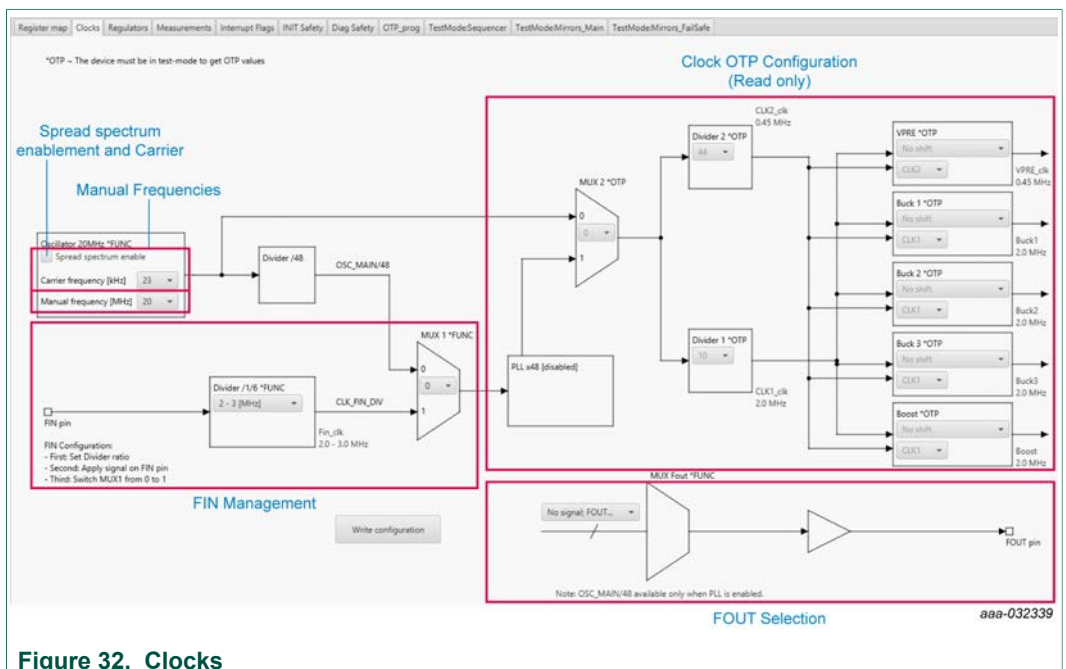 Register map Clocks Regulators Measurements Interrupt Flags INIT Safety Diag Safety OTP_prog TestMode:Sequencer TestMode:Mirrors_Main TestMode:Mirrors_FailSafe
*OTP ~ The device must be in test-mode to get OTP values
Clock OTP Configuration
(Read only)
Spread spectrum
enablement and Carrier
Manual Frequencies
Oscillator 20MHz *FUNC
Spread spectrum enable
Carrier frequency [kHz] 23
Manual frequency [MHz] 20
Divider /48
OSC_MAIN/48
MUX 1 *FUNC
0
0
1
Divider /1/6 *FUNC
2 - 3 [MHz]
CLK_FIN_DIV
Fin_clk
2.0 - 3.0 MHz
FIN pin
FIN Configuration:
- First: Set Divider ratio
- Second: Apply signal on FIN pin
- Third: Switch MUX1 from 0 to 1
FIN Management
Write configuration
MUX 2 *OTP
0
0
1
PLL x48 [disabled]
CLK2_clk
0.45 MHz
Divider 2 *OTP
44
Divider 1 *OTP
10
CLK1_clk
2.0 MHz
VPRE *OTP
No shift
CLK2
VPRE_clk
0.45 MHz
Buck 1 *OTP
No shift
CLK1
Buck1
2.0 MHz
Buck 2 *OTP
No shift
CLK1
Buck2
2.0 MHz
Buck 3 *OTP
No shift
CLK1
Buck3
2.0 MHz
Boost *OTP
No shift
CLK1
Boost
2.0 MHz
MUX Fout *FUNC
No signal; FOUT...
FOUT pin
Note: OSC_MAIN/48 available only when PLL is enabled.
FOUT Selection
aaa-032339
Figure 32. Clocks